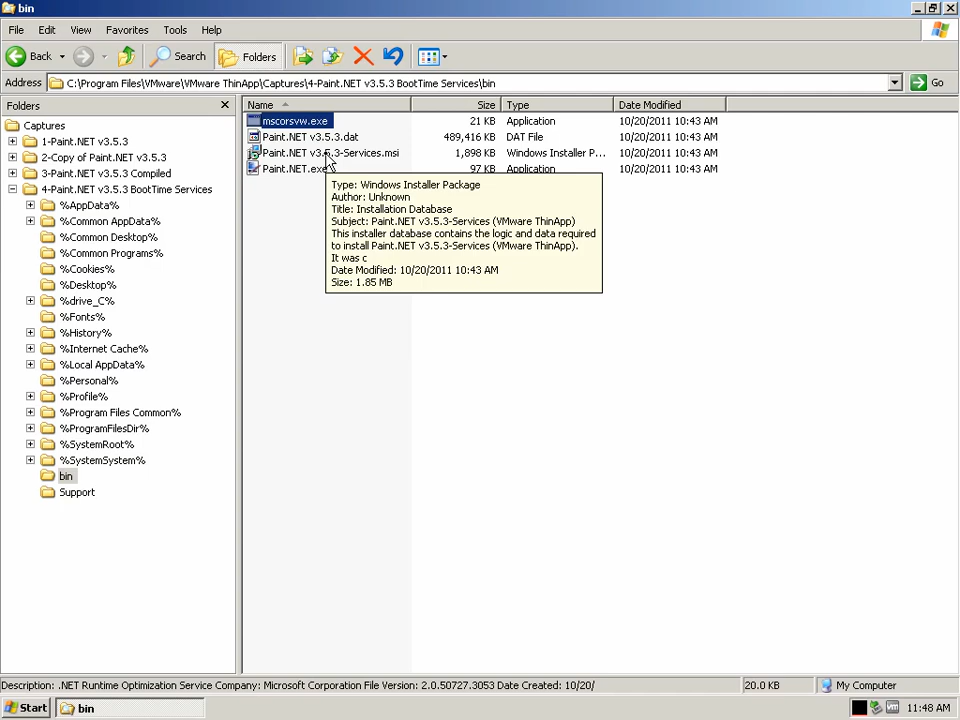 bin
File Edit View Favorites Tools Help
Back Search Folders
Address C:\Program Files\VMware\VMware ThinApp\Captures\4-Paint.NET v3.5.3 BootTime Services\bin Go
Folders
Captures
1-Paint.NET v3.5.3
2-Copy of Paint.NET v3.5.3
3-Paint.NET v3.5.3 Compiled
4-Paint.NET v3.5.3 BootTime Services
%AppData%
%Common AppData%
%Common Desktop%
%Common Programs%
%Cookies%
%Desktop%
%drive_C%
%Fonts%
%History%
%Internet Cache%
%Local AppData%
%Personal%
%Profile%
%Program Files Common%
%ProgramFilesDir%
%SystemRoot%
%SystemSystem%
bin
Support
Name Size Type Date Modified
mscorsvw.exe 21 KB Application 10/20/2011 10:43 AM
Paint.NET v3.5.3.dat 489,416 KB DAT File 10/20/2011 10:43 AM
Paint.NET v3.5.3-Services.msi 1,898 KB Windows Installer P... 10/20/2011 10:43 AM
Paint.NET.exe 97 KB Application 10/20/2011 10:43 AM
Type: Windows Installer Package
Author: Unknown
Title: Installation Database
Subject: Paint.NET v3.5.3-Services (VMware ThinApp)
This installer database contains the logic and data required
to install Paint.NET v3.5.3-Services (VMware ThinApp).
It was c
Date Modified: 10/20/2011 10:43 AM
Size: 1.85 MB
Description: .NET Runtime Optimization Service Company: Microsoft Corporation File Version: 2.0.50727.3053 Date Created: 10/20/ 20.0 KB My Computer
Start bin 11:48 AM